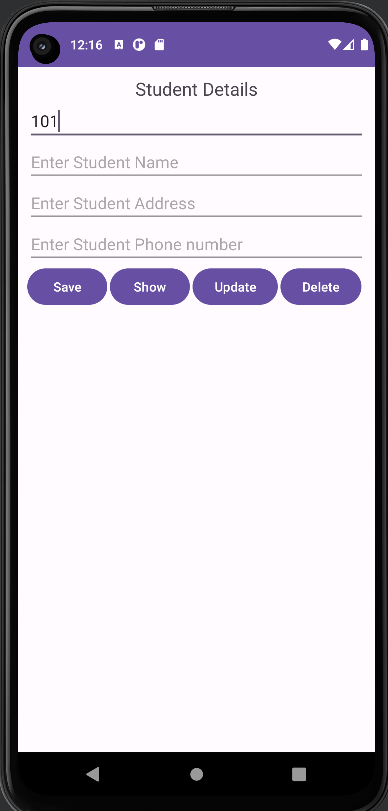 12:16
Student Details
101
Enter Student Name
Enter Student Address
Enter Student Phone number
Save Show Update Delete